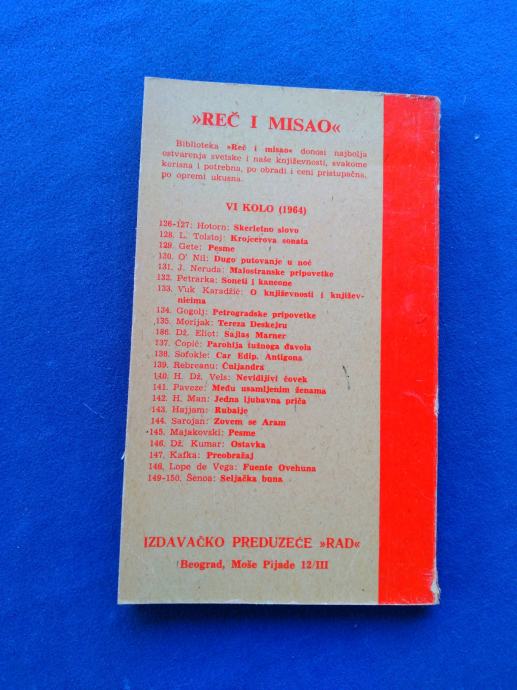 »REČ I MISAO«
Biblioteka »Reč i misao« donosi najbolja
ostvarenja svetske i naše književnosti, svakome
korisna i potrebna, po obradi i ceni pristupačna,
po opremi ukusna.
VI KOLO (1964)
126-127: Hotorn: Skerletno slovo
128. L. Tolstoj: Krojcerova sonata
129. Gete: Pesme
130. O' Nil: Dugo putovanje u noć
131. J. Neruda: Malostranske pripovetke
132. Petrarka: Soneti i kancone
133. Vuk Karadžić: O književnosti i književ-
nicima
134. Gogolj: Petrogradske pripovetke
135. Morijak: Tereza Deskejru
136. Dž. Eliot: Sajlas Marner
137. Ćopić: Parohija tužnoga đavola
138. Sofokle: Car Edip. Antigona
139. Rebreanu: Čuljandra
140. H. Dž. Vels: Nevidljivi čovek
141. Paveze: Među usamljenim ženama
142. H. Man: Jedna ljubavna priča
143. Hajjam: Rubaije
144. Sarojan: Zovem se Aram
145. Majakovski: Pesme
146. Dž. Kumar: Ostavka
147. Kafka: Preobražaj
148. Lope de Vega: Fuente Ovehuna
149-150. Šenoa: Seljačka buna
IZDAVAČKO PREDUZEĆE »RAD«
Beograd, Moše Pijade 12/III